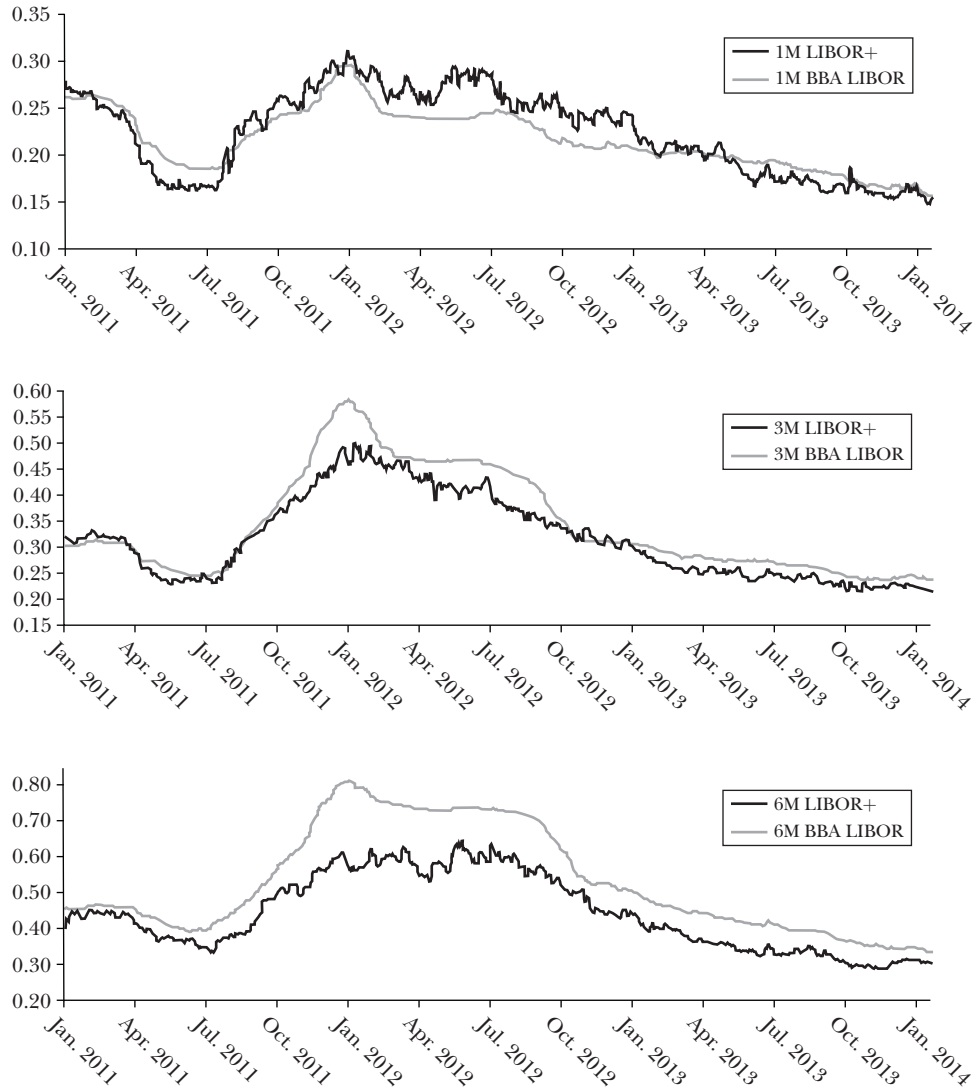 0.35
0.30
0.25
0.20
0.15
0.10
1M LIBOR+
1M BBA LIBOR
Jan. 2011
Apr. 2011
Jul. 2011
Oct. 2011
Jan. 2012
Apr. 2012
Jul. 2012
Oct. 2012
Jan. 2013
Apr. 2013
Jul. 2013
Oct. 2013
Jan. 2014
0.60
0.55
0.50
0.45
0.40
0.35
0.30
0.25
0.20
0.15
3M LIBOR+
3M BBA LIBOR
Jan. 2011
Apr. 2011
Jul. 2011
Oct. 2011
Jan. 2012
Apr. 2012
Jul. 2012
Oct. 2012
Jan. 2013
Apr. 2013
Jul. 2013
Oct. 2013
Jan. 2014
0.80
0.70
0.60
0.50
0.40
0.30
0.20
6M LIBOR+
6M BBA LIBOR
Jan. 2011
Apr. 2011
Jul. 2011
Oct. 2011
Jan. 2012
Apr. 2012
Jul. 2012
Oct. 2012
Jan. 2013
Apr. 2013
Jul. 2013
Oct. 2013
Jan. 2014